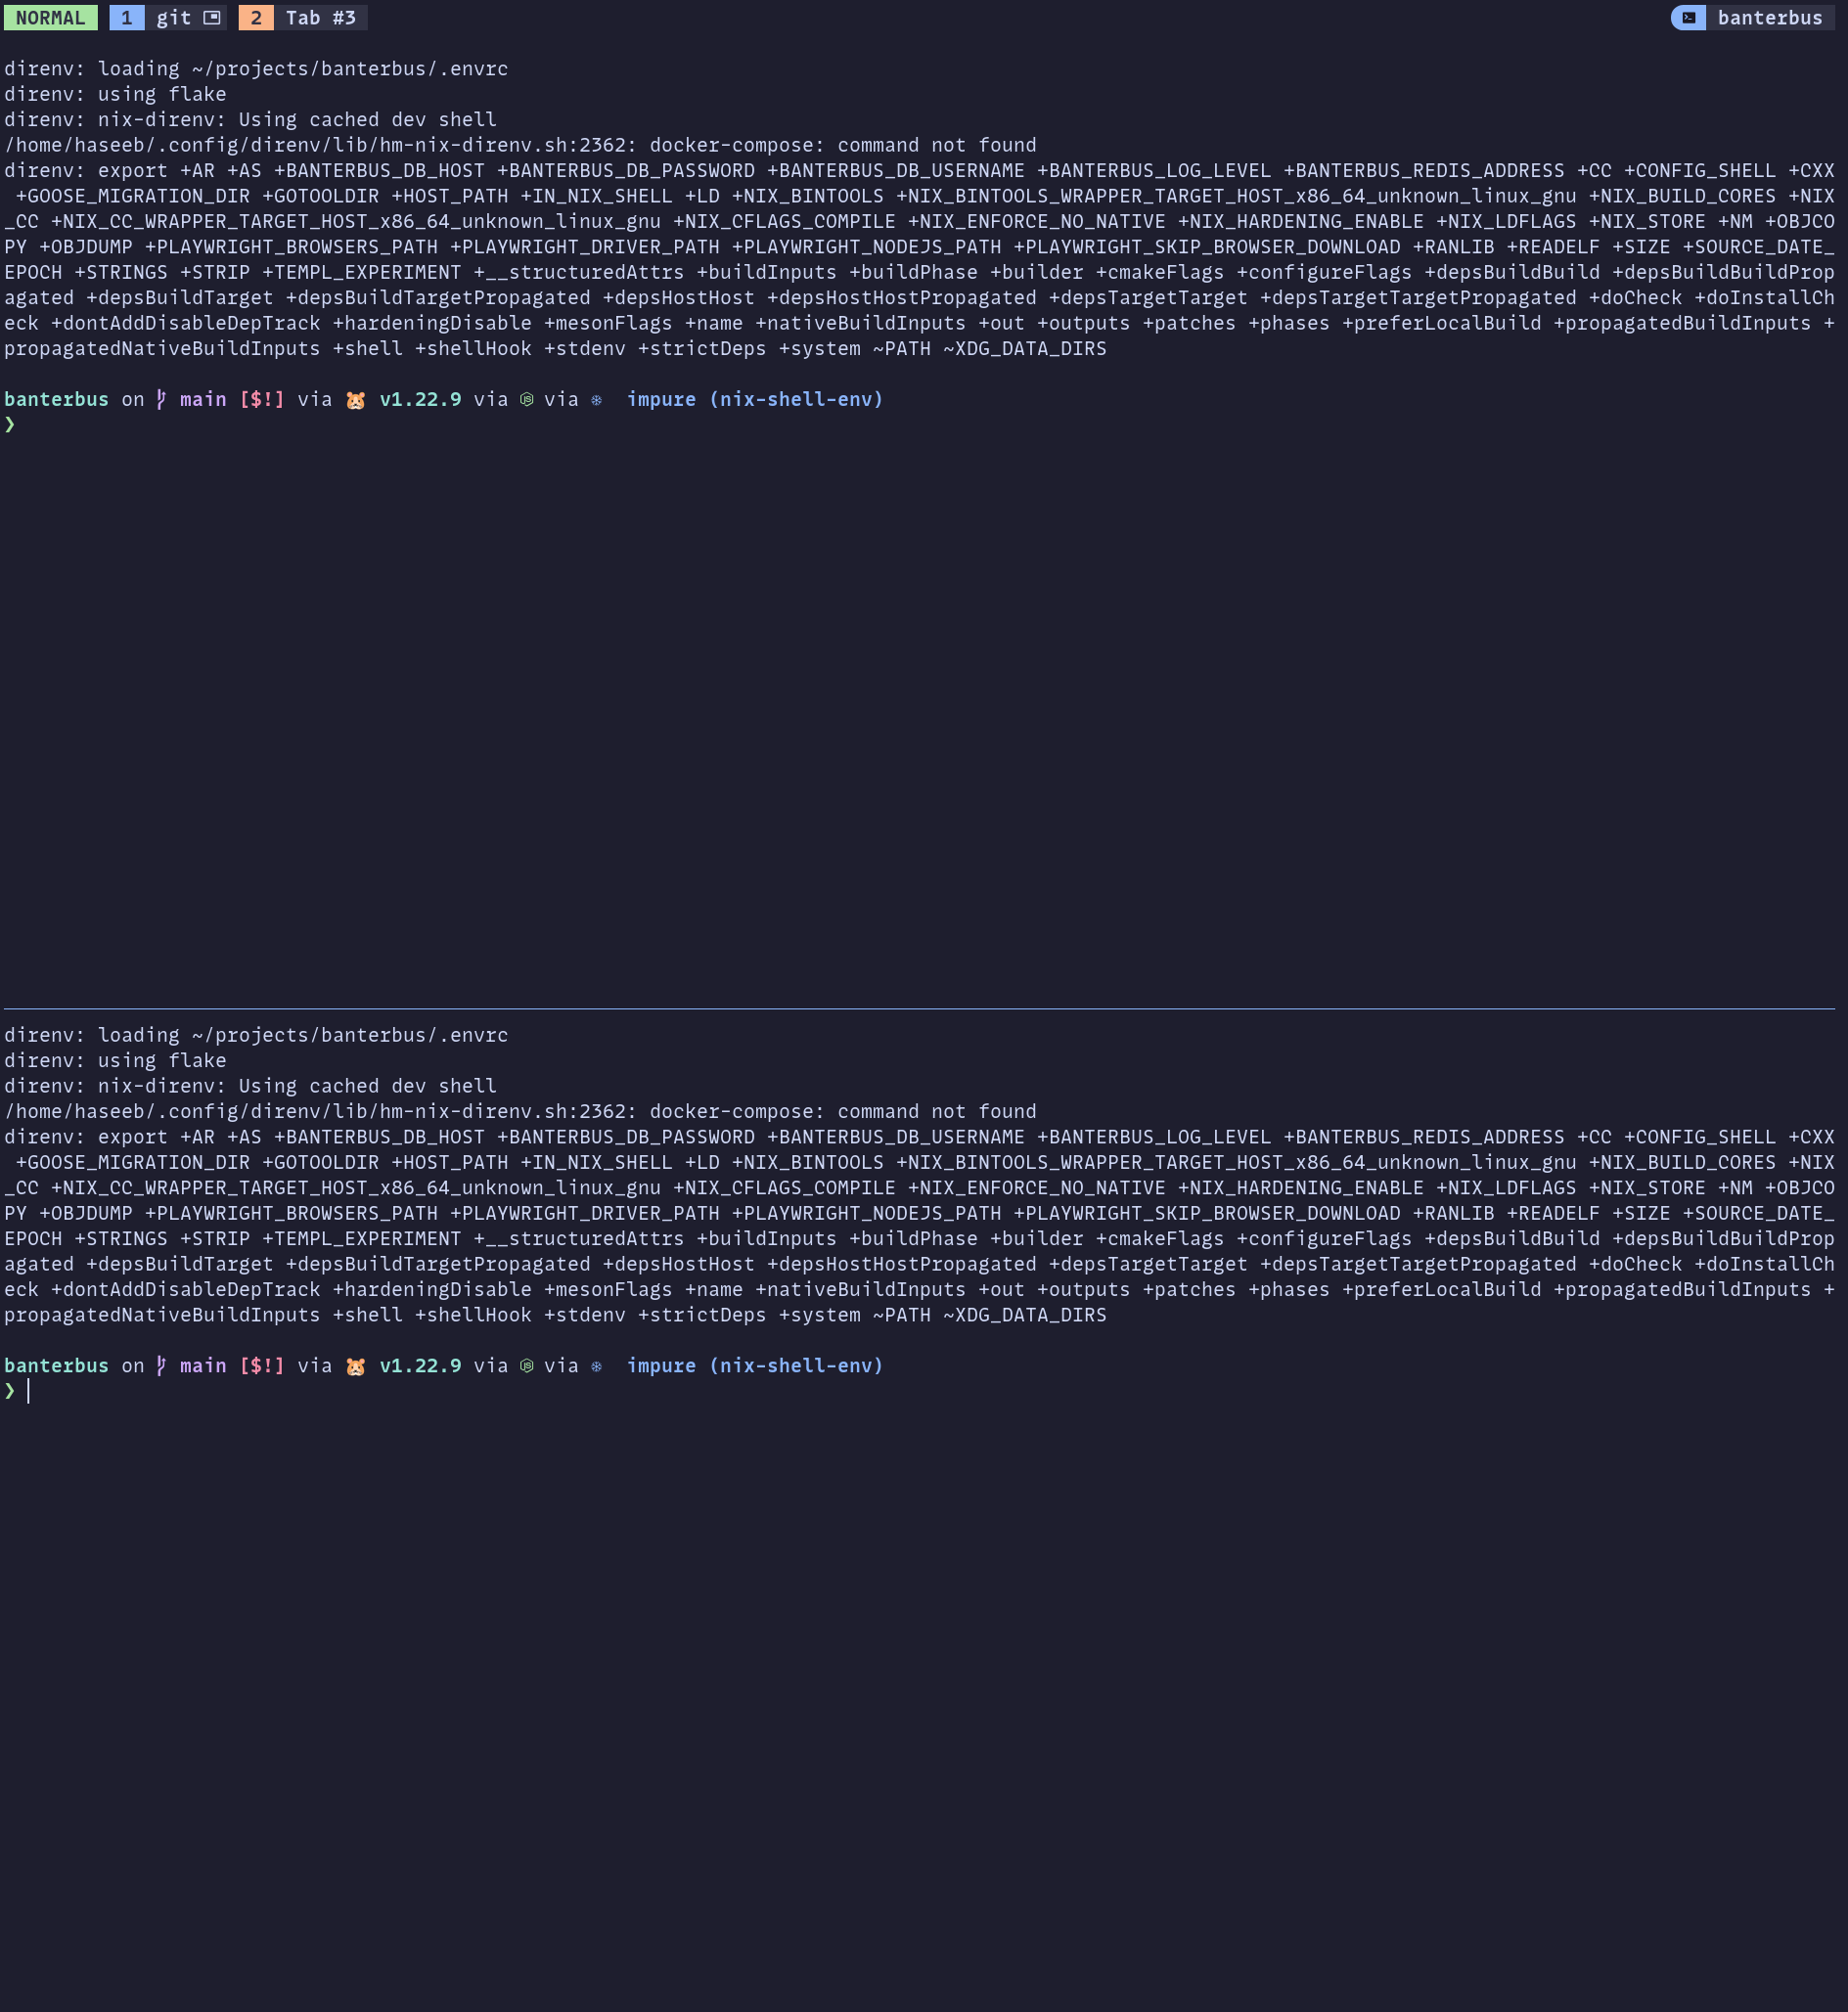 NORMAL 1 git 2 Tab #3 banterbus
direnv: loading ~/projects/banterbus/.envrc
direnv: using flake
direnv: nix-direnv: Using cached dev shell
/home/haseeb/.config/direnv/lib/hm-nix-direnv.sh:2362: docker-compose: command not found
direnv: export +AR +AS +BANTERBUS_DB_HOST +BANTERBUS_DB_PASSWORD +BANTERBUS_DB_USERNAME +BANTERBUS_LOG_LEVEL +BANTERBUS_REDIS_ADDRESS +CC +CONFIG_SHELL +CXX
+GOOSE_MIGRATION_DIR +GOTOOLDIR +HOST_PATH +IN_NIX_SHELL +LD +NIX_BINTOOLS +NIX_BINTOOLS_WRAPPER_TARGET_HOST_x86_64_unknown_linux_gnu +NIX_BUILD_CORES +NIX
_CC +NIX_CC_WRAPPER_TARGET_HOST_x86_64_unknown_linux_gnu +NIX_CFLAGS_COMPILE +NIX_ENFORCE_NO_NATIVE +NIX_HARDENING_ENABLE +NIX_LDFLAGS +NIX_STORE +NM +OBJCO
PY +OBJDUMP +PLAYWRIGHT_BROWSERS_PATH +PLAYWRIGHT_DRIVER_PATH +PLAYWRIGHT_NODEJS_PATH +PLAYWRIGHT_SKIP_BROWSER_DOWNLOAD +RANLIB +READELF +SIZE +SOURCE_DATE_
EPOCH +STRINGS +STRIP +TEMPL_EXPERIMENT +__structuredAttrs +buildInputs +buildPhase +builder +cmakeFlags +configureFlags +depsBuildBuild +depsBuildBuildProp
agated +depsBuildTarget +depsBuildTargetPropagated +depsHostHost +depsHostHostPropagated +depsTargetTarget +depsTargetTargetPropagated +doCheck +doInstallCh
eck +dontAddDisableDepTrack +hardeningDisable +mesonFlags +name +nativeBuildInputs +out +outputs +patches +phases +preferLocalBuild +propagatedBuildInputs +
propagatedNativeBuildInputs +shell +shellHook +stdenv +strictDeps +system ~PATH ~XDG_DATA_DIRS
banterbus on main [$!] via 🐹 v1.22.9 via via ❄ impure (nix-shell-env)
❯
direnv: loading ~/projects/banterbus/.envrc
direnv: using flake
direnv: nix-direnv: Using cached dev shell
/home/haseeb/.config/direnv/lib/hm-nix-direnv.sh:2362: docker-compose: command not found
direnv: export +AR +AS +BANTERBUS_DB_HOST +BANTERBUS_DB_PASSWORD +BANTERBUS_DB_USERNAME +BANTERBUS_LOG_LEVEL +BANTERBUS_REDIS_ADDRESS +CC +CONFIG_SHELL +CXX
+GOOSE_MIGRATION_DIR +GOTOOLDIR +HOST_PATH +IN_NIX_SHELL +LD +NIX_BINTOOLS +NIX_BINTOOLS_WRAPPER_TARGET_HOST_x86_64_unknown_linux_gnu +NIX_BUILD_CORES +NIX
_CC +NIX_CC_WRAPPER_TARGET_HOST_x86_64_unknown_linux_gnu +NIX_CFLAGS_COMPILE +NIX_ENFORCE_NO_NATIVE +NIX_HARDENING_ENABLE +NIX_LDFLAGS +NIX_STORE +NM +OBJCO
PY +OBJDUMP +PLAYWRIGHT_BROWSERS_PATH +PLAYWRIGHT_DRIVER_PATH +PLAYWRIGHT_NODEJS_PATH +PLAYWRIGHT_SKIP_BROWSER_DOWNLOAD +RANLIB +READELF +SIZE +SOURCE_DATE_
EPOCH +STRINGS +STRIP +TEMPL_EXPERIMENT +__structuredAttrs +buildInputs +buildPhase +builder +cmakeFlags +configureFlags +depsBuildBuild +depsBuildBuildProp
agated +depsBuildTarget +depsBuildTargetPropagated +depsHostHost +depsHostHostPropagated +depsTargetTarget +depsTargetTargetPropagated +doCheck +doInstallCh
eck +dontAddDisableDepTrack +hardeningDisable +mesonFlags +name +nativeBuildInputs +out +outputs +patches +phases +preferLocalBuild +propagatedBuildInputs +
propagatedNativeBuildInputs +shell +shellHook +stdenv +strictDeps +system ~PATH ~XDG_DATA_DIRS
banterbus on main [$!] via 🐹 v1.22.9 via via ❄ impure (nix-shell-env)
❯